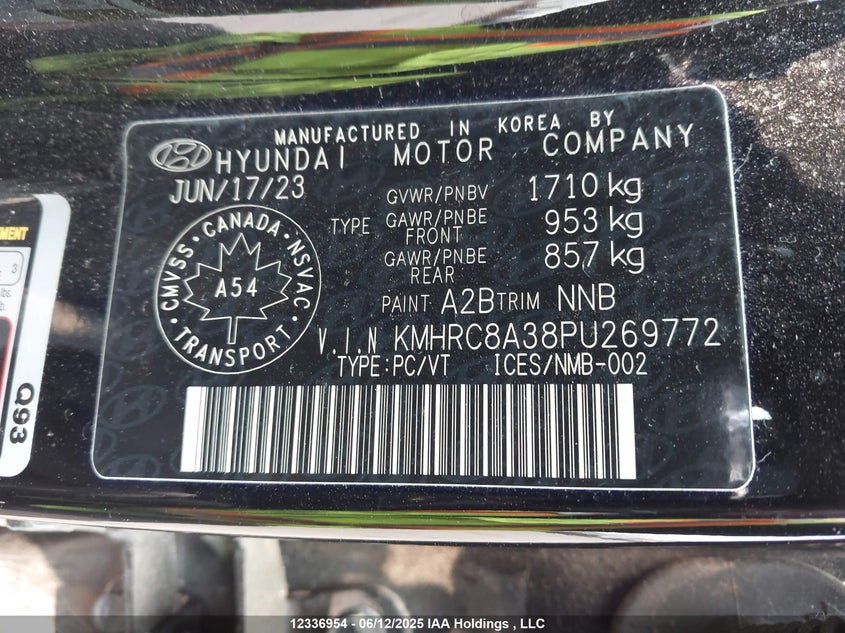 MANUFACTURED IN KOREA BY
HYUNDAI MOTOR COMPANY
JUN/17/23
GVWR/PNBV 1710 kg
TYPE GAWR/PNBE FRONT 953 kg
GAWR/PNBE REAR 857 kg
CMVSS · CANADA · NSVAC · TRANSPORT ·
A54
PAINT A2B TRIM NNB
V.I.N KMHRC8A38PU269772
TYPE:PC/VT ICES/NMB-002
3
lbs.
Q93
12336954 - 06/12/2025 IAA Holdings , LLC